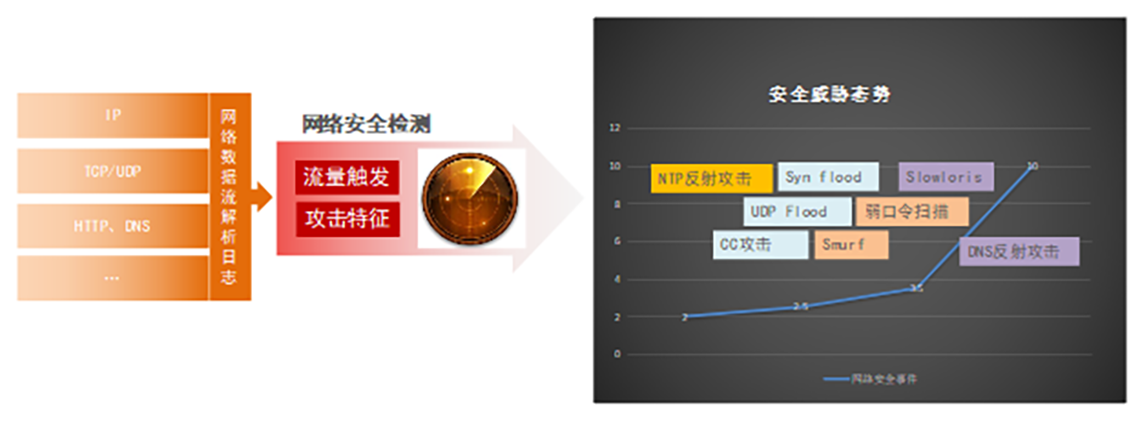 IP
TCP/UDP
HTTP、DNS
...
网络数据流解析日志
网络安全检测
流量触发
攻击特征
安全威胁态势
12
10
8
6
4
2
0
NTP反射攻击
Syn flood
Slowloris
UDP Flood
弱口令扫描
CC攻击
Smurf
DNS反射攻击
2
2.5
3.5
10
网络安全事件